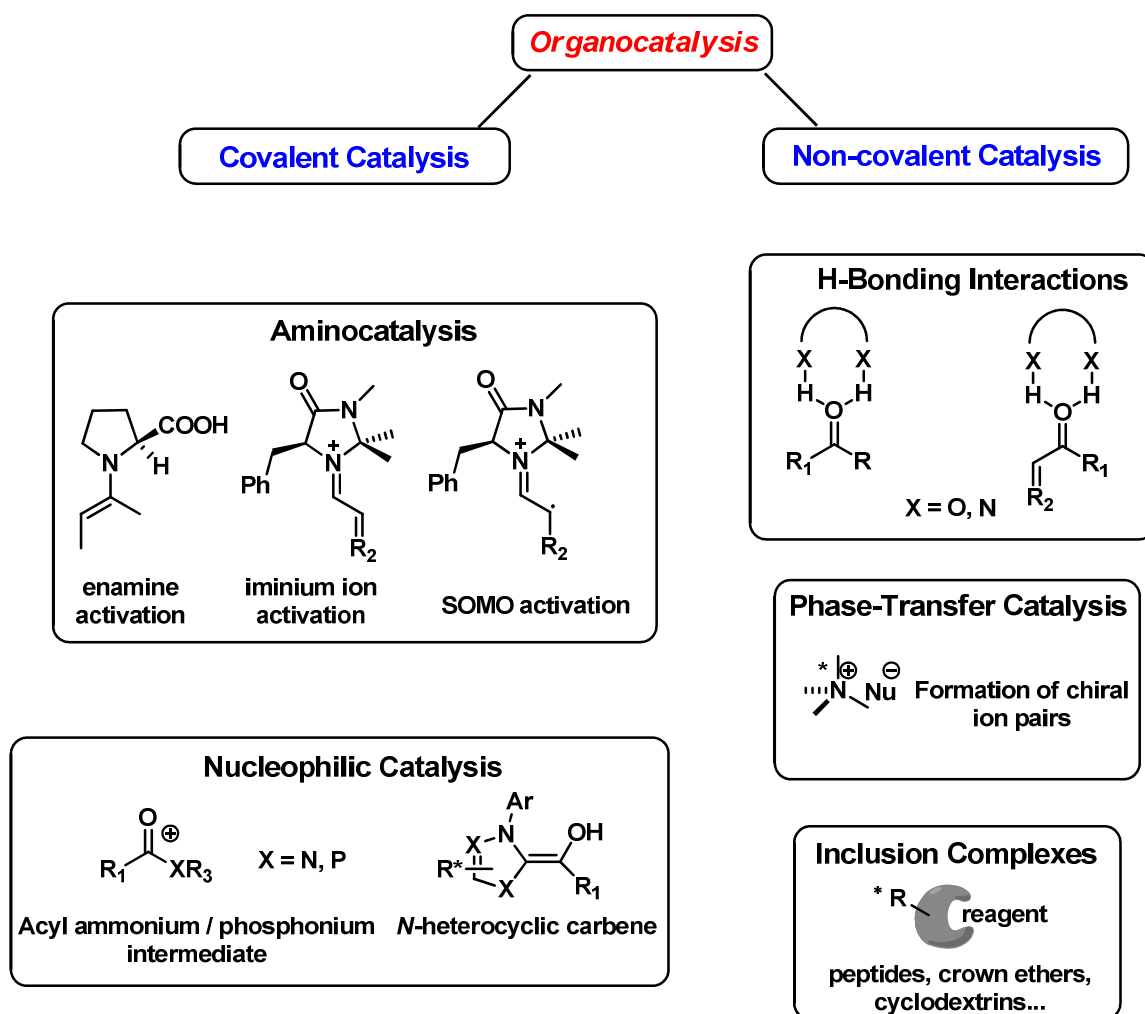 Organocatalysis
Covalent Catalysis
Non-covalent Catalysis
Aminocatalysis
O
N
N
+
Ph
R2
COOH
N
H
O
N
N
+
Ph
R2
enamine
activation
iminium ion
activation
SOMO activation
Nucleophilic Catalysis
O
⊕
R1
XR3
X = N, P
Ar
N
OH
X
R*
X
R1
Acyl ammonium / phosphonium
intermediate
N-heterocyclic carbene
H-Bonding Interactions
X X
H H
O
R1 R
X X
H H
O
R1
R2
X = O, N
Phase-Transfer Catalysis
* ⊕ ⊖
N Nu
Formation of chiral
ion pairs
Inclusion Complexes
* R
reagent
peptides, crown ethers,
cyclodextrins...